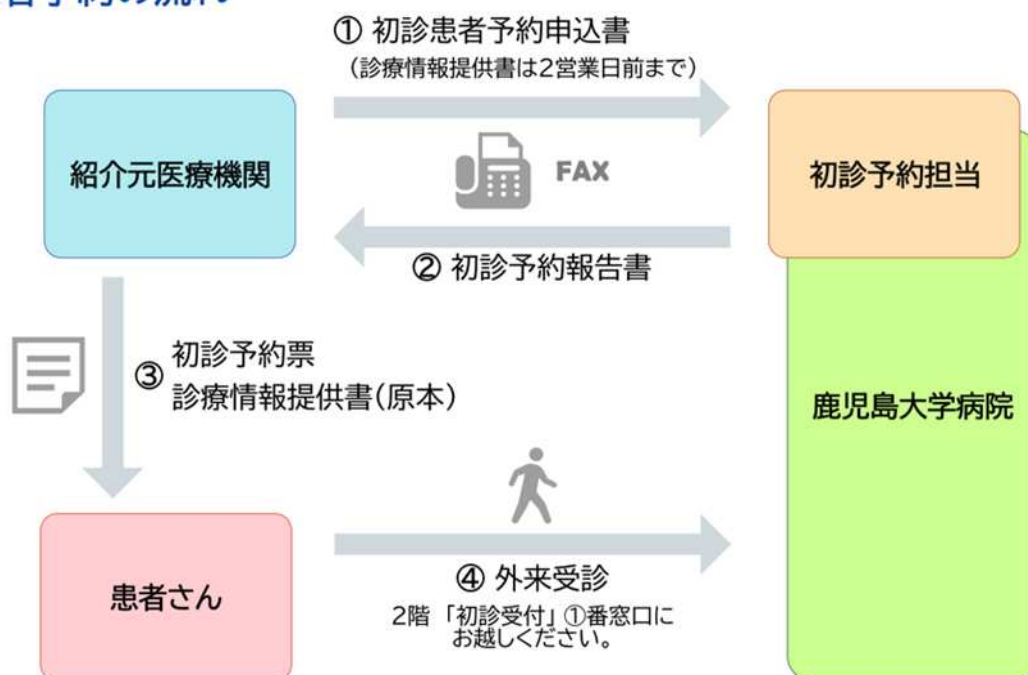 ① 初診患者予約申込書
（診療情報提供書は2営業日前まで）
紹介元医療機関
FAX
初診予約担当
② 初診予約報告書
③ 初診予約票
診療情報提供書(原本)
鹿児島大学病院
患者さん
④ 外来受診
2階 「初診受付」 ①番窓口に
お越しください。